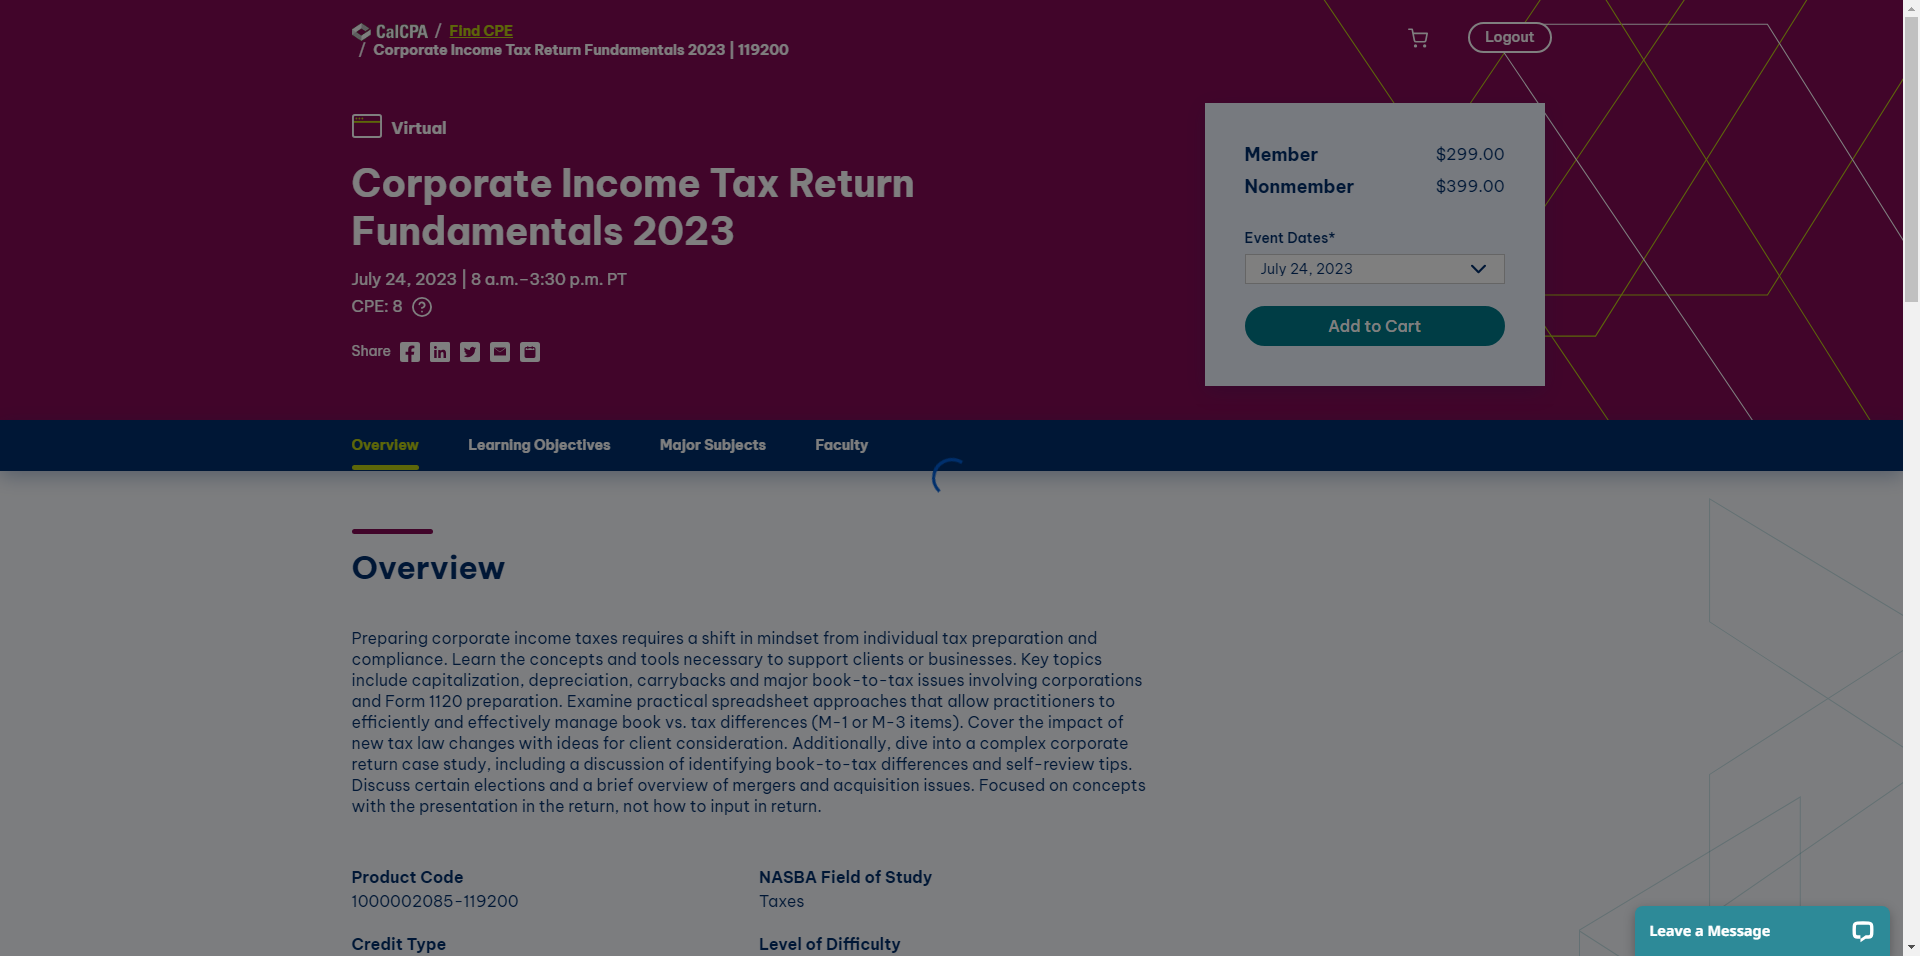 CalCPA / Find CPE
/ Corporate Income Tax Return Fundamentals 2023 | 119200
Logout
Virtual
Corporate Income Tax Return
Fundamentals 2023
July 24, 2023 | 8 a.m.–3:30 p.m. PT
CPE: 8 ?
Share
Member $299.00
Nonmember $399.00
Event Dates*
July 24, 2023
Add to Cart
Overview Learning Objectives Major Subjects Faculty
Overview
Preparing corporate income taxes requires a shift in mindset from individual tax preparation and
compliance. Learn the concepts and tools necessary to support clients or businesses. Key topics
include capitalization, depreciation, carrybacks and major book-to-tax issues involving corporations
and Form 1120 preparation. Examine practical spreadsheet approaches that allow practitioners to
efficiently and effectively manage book vs. tax differences (M-1 or M-3 items). Cover the impact of
new tax law changes with ideas for client consideration. Additionally, dive into a complex corporate
return case study, including a discussion of identifying book-to-tax differences and self-review tips.
Discuss certain elections and a brief overview of mergers and acquisition issues. Focused on concepts
with the presentation in the return, not how to input in return.
Product Code
1000002085-119200
NASBA Field of Study
Taxes
Credit Type
Level of Difficulty
Leave a Message